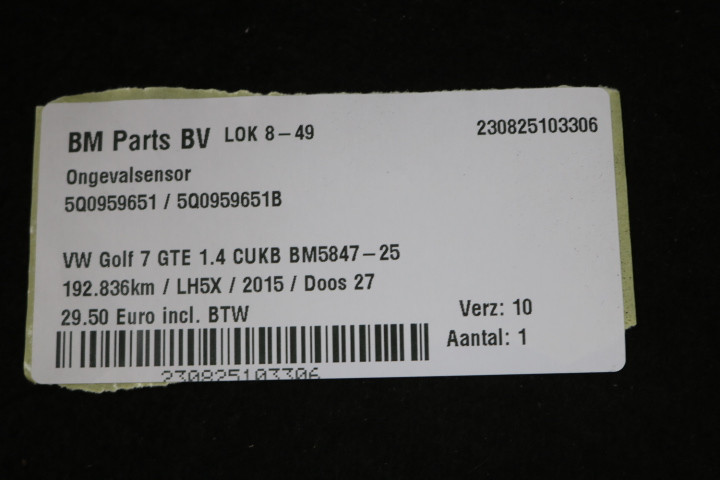 BM Parts BV LOK 8-49 230825103306
Ongevalsensor
5Q0959651 / 5Q0959651B
VW Golf 7 GTE 1.4 CUKB BM5847-25
192.836km / LH5X / 2015 / Doos 27
29.50 Euro incl. BTW Verz: 10
Aantal: 1
230825103306